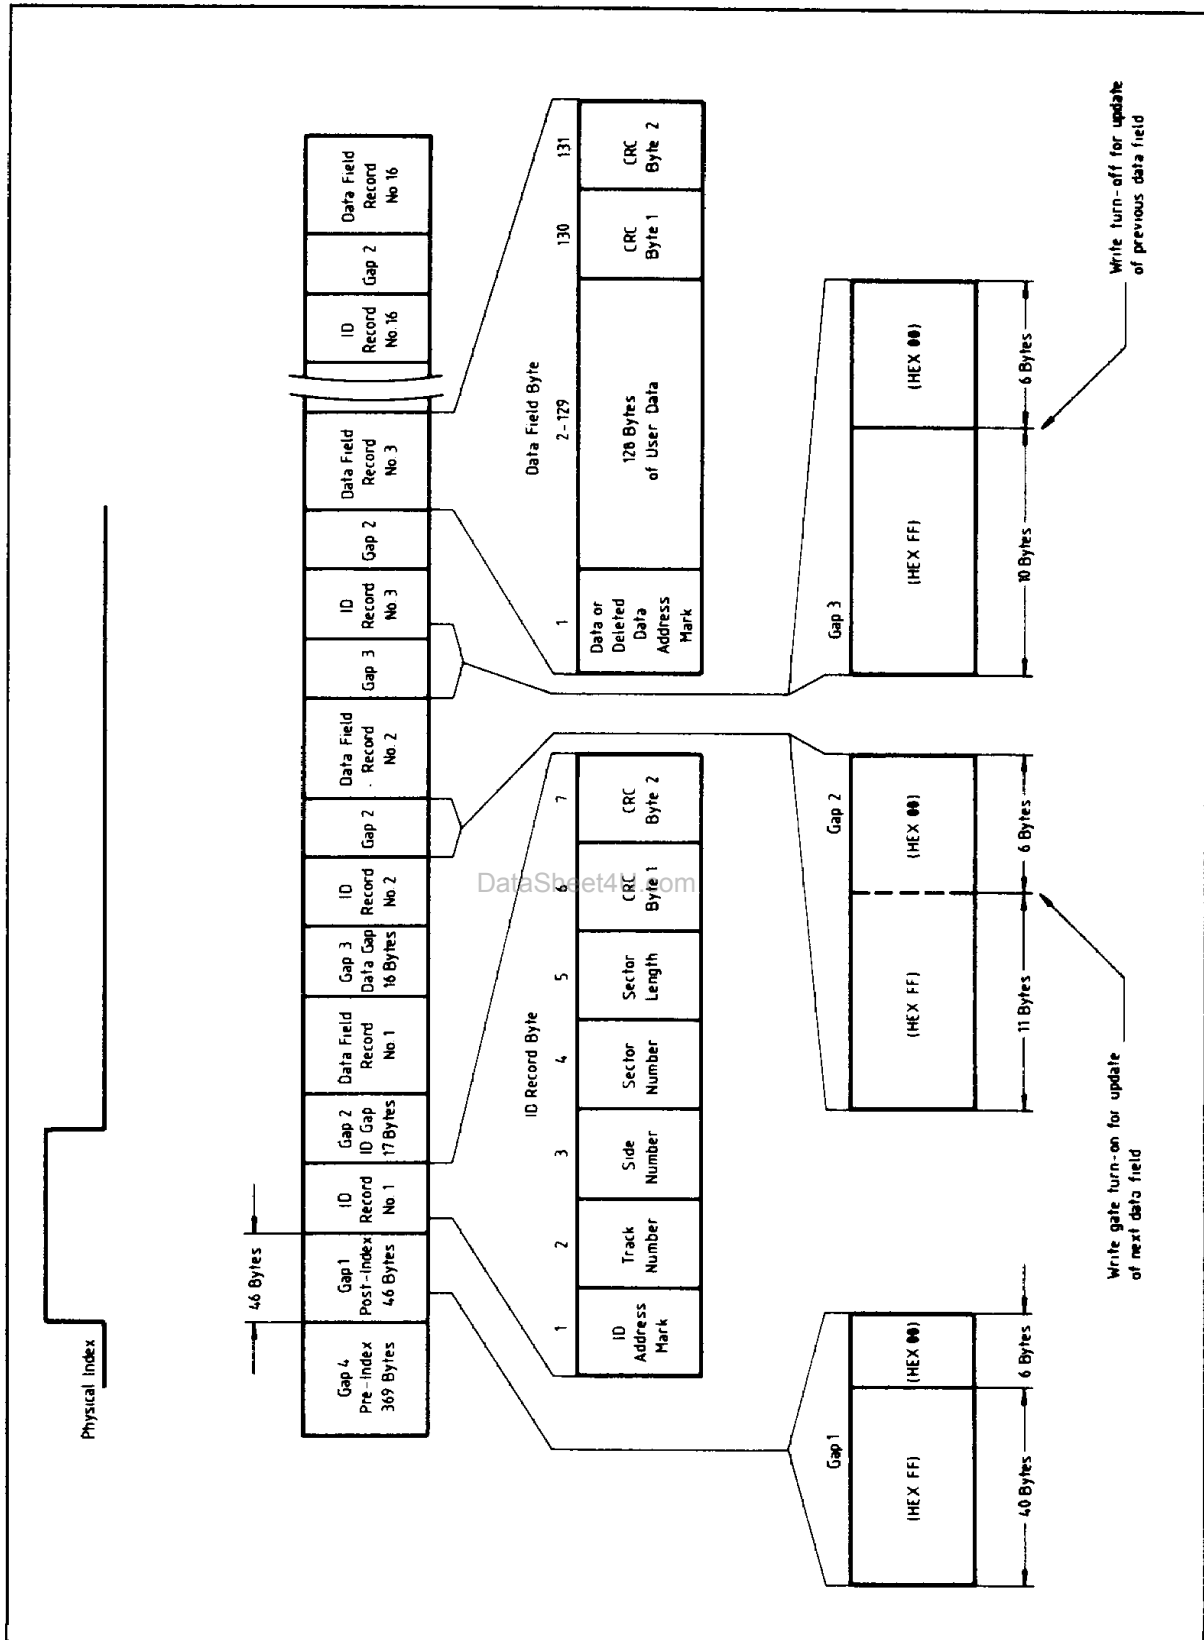 Physical Index
46 Bytes
Gap 4
Pre-Index
369 Bytes
Gap 1
Post-Index
46 Bytes
ID
Record
No.1
Gap 2
ID Gap
17 Bytes
Data Field
Record
No.1
Gap 3
Data Gap
16 Bytes
ID
Record
No.2
Gap 2
Data Field
Record
No.2
Gap 3
ID
Record
No.3
Gap 2
Data Field
Record
No.3
ID
Record
No.16
Gap 2
Data Field
Record
No 16
ID Record Byte
1
2
3
4
5
6
7
ID
Address
Mark
Track
Number
Side
Number
Sector
Number
Sector
Length
CRC
Byte 1
CRC
Byte 2
Data Field Byte
1
2-129
130
131
Data or
Deleted
Data
Address
Mark
128 Bytes
of User Data
CRC
Byte 1
CRC
Byte 2
DataSheet4U.com
Gap 1
(HEX FF)
(HEX 00)
40 Bytes
6 Bytes
Gap 2
(HEX FF)
(HEX 00)
11 Bytes
6 Bytes
Gap 3
(HEX FF)
(HEX 00)
10 Bytes
6 Bytes
Write gate turn-on for update
of next data field
Write turn-off for update
of previous data field